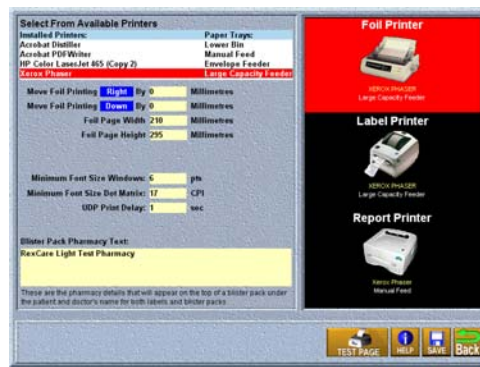 Select From Available Printers
Installed Printers: Paper Trays:
Acrobat Distiller Lower Bin
Acrobat PDFWriter Manual Feed
HP Color LaserJet 465 (Copy 2) Envelope Feeder
Xerox Phaser Large Capacity Feeder
Move Foil Printing Right By 0 Millimetres
Move Foil Printing Down By 0 Millimetres
Foil Page Width 210 Millimetres
Foil Page Height 295 Millimetres
Minimum Font Size Windows: 6 pts
Minimum Font Size Dot Matrix: 17 CPI
UDP Print Delay: 1 sec
Blister Pack Pharmacy Text:
RexCare Light Test Pharmacy
These are the pharmacy details that will appear on the top of a blister pack under
the patient and doctor's name for both labels and blister packs
Foil Printer
XEROX PHASER
Large Capacity Feeder
Label Printer
XEROX PHASER
Large Capacity Feeder
Report Printer
Xerox Phaser
Manual Feed
TEST PAGE
HELP
SAVE
Back